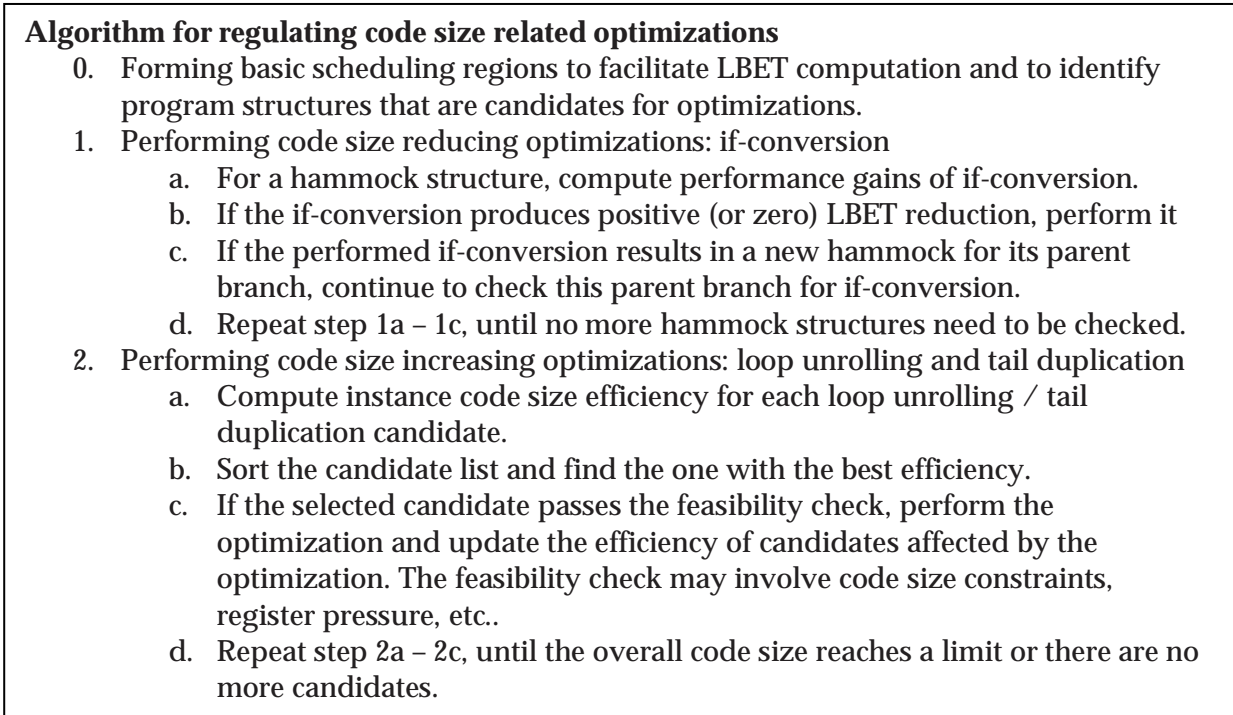 Algorithm for regulating code size related optimizations
0. Forming basic scheduling regions to facilitate LBET computation and to identify
program structures that are candidates for optimizations.
1. Performing code size reducing optimizations: if-conversion
a. For a hammock structure, compute performance gains of if-conversion.
b. If the if-conversion produces positive (or zero) LBET reduction, perform it
c. If the performed if-conversion results in a new hammock for its parent
branch, continue to check this parent branch for if-conversion.
d. Repeat step 1a – 1c, until no more hammock structures need to be checked.
2. Performing code size increasing optimizations: loop unrolling and tail duplication
a. Compute instance code size efficiency for each loop unrolling / tail
duplication candidate.
b. Sort the candidate list and find the one with the best efficiency.
c. If the selected candidate passes the feasibility check, perform the
optimization and update the efficiency of candidates affected by the
optimization. The feasibility check may involve code size constraints,
register pressure, etc..
d. Repeat step 2a – 2c, until the overall code size reaches a limit or there are no
more candidates.